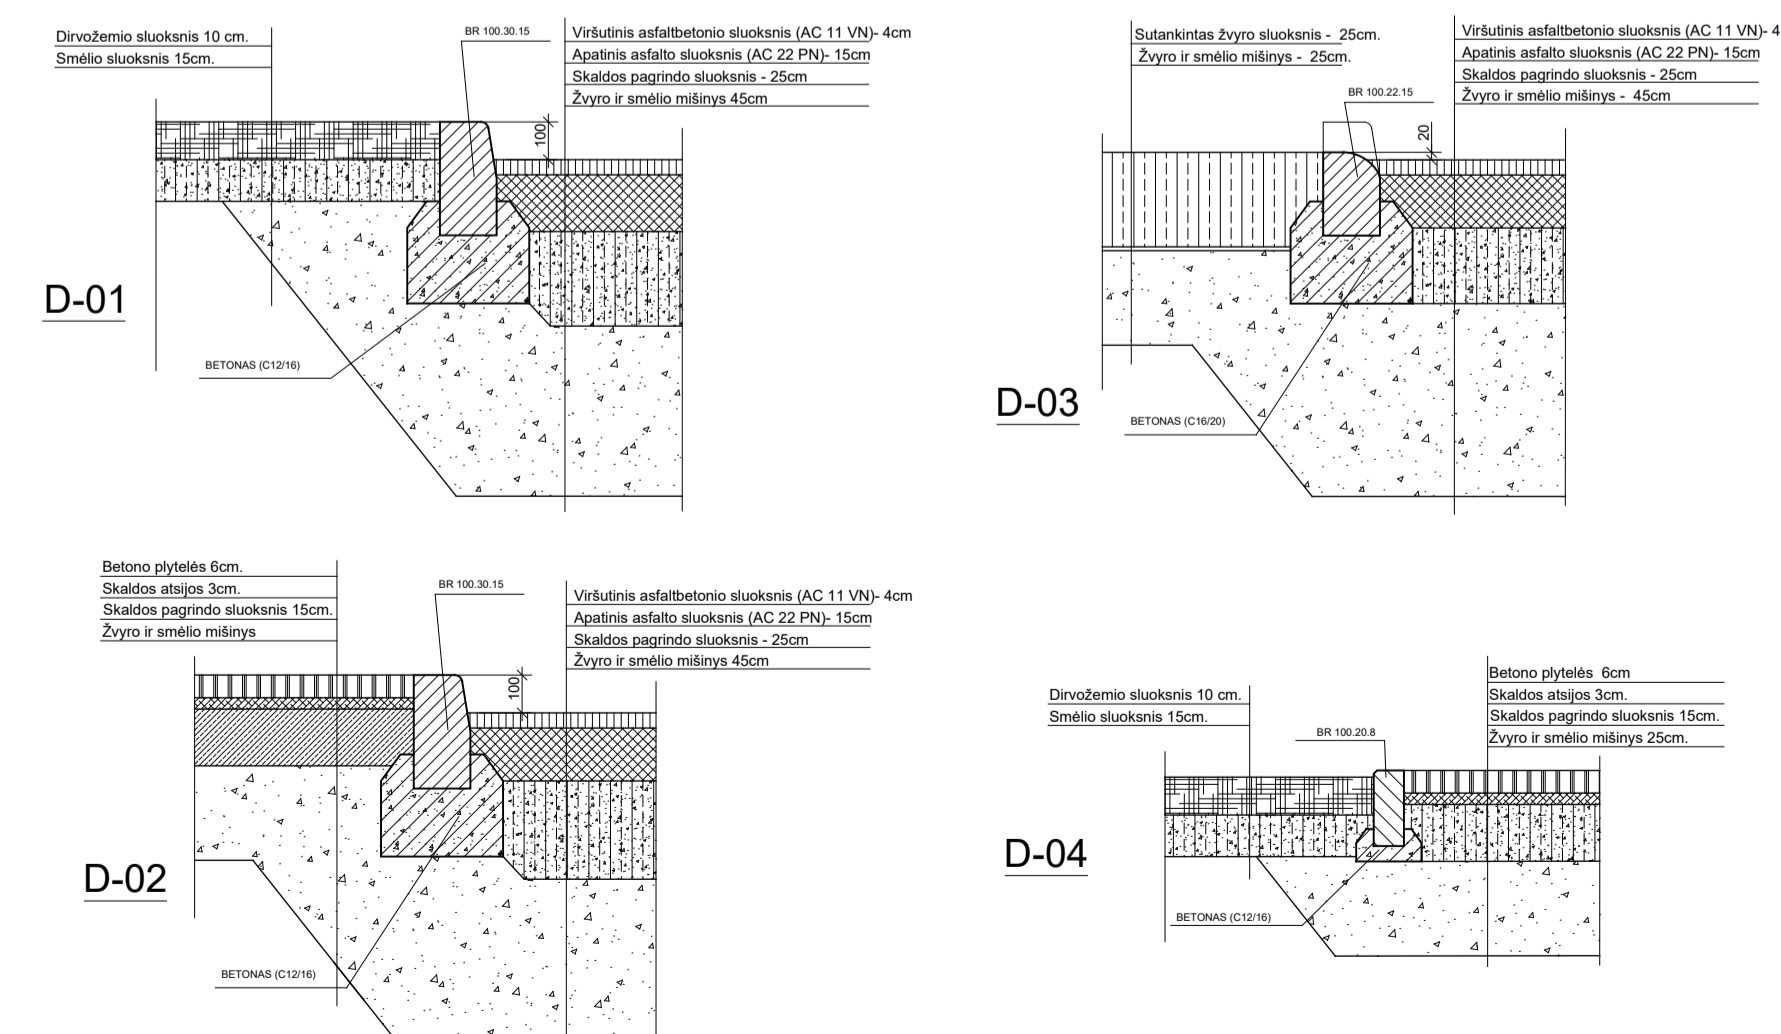 Dirvožemio sluoksnis 10 cm.
Smėlio sluoksnis 15cm.
BR 100.30.15
Viršutinis asfaltbetonio sluoksnis (AC 11 VN)- 4cm
Apatinis asfalto sluoksnis (AC 22 PN)- 15cm
Skaldos pagrindo sluoksnis - 25cm
Žvyro ir smėlio mišinys 45cm
100
D-01
BETONAS (C12/16)
Sutankintas žvyro sluoksnis - 25cm.
Žvyro ir smėlio mišinys - 25cm.
BR 100.22.15
Viršutinis asfaltbetonio sluoksnis (AC 11 VN)- 4
Apatinis asfalto sluoksnis (AC 22 PN)- 15cm
Skaldos pagrindo sluoksnis - 25cm
Žvyro ir smėlio mišinys - 45cm
20
D-03
BETONAS (C16/20)
Betono plytelės 6cm.
Skaldos atsijos 3cm.
Skaldos pagrindo sluoksnis 15cm.
Žvyro ir smėlio mišinys
BR 100.30.15
Viršutinis asfaltbetonio sluoksnis (AC 11 VN)- 4cm
Apatinis asfalto sluoksnis (AC 22 PN)- 15cm
Skaldos pagrindo sluoksnis - 25cm
Žvyro ir smėlio mišinys 45cm
100
D-02
BETONAS (C12/16)
Dirvožemio sluoksnis 10 cm.
Smėlio sluoksnis 15cm.
BR 100.20.8
Betono plytelės 6cm
Skaldos atsijos 3cm.
Skaldos pagrindo sluoksnis 15cm.
Žvyro ir smėlio mišinys 25cm.
D-04
BETONAS (C12/16)